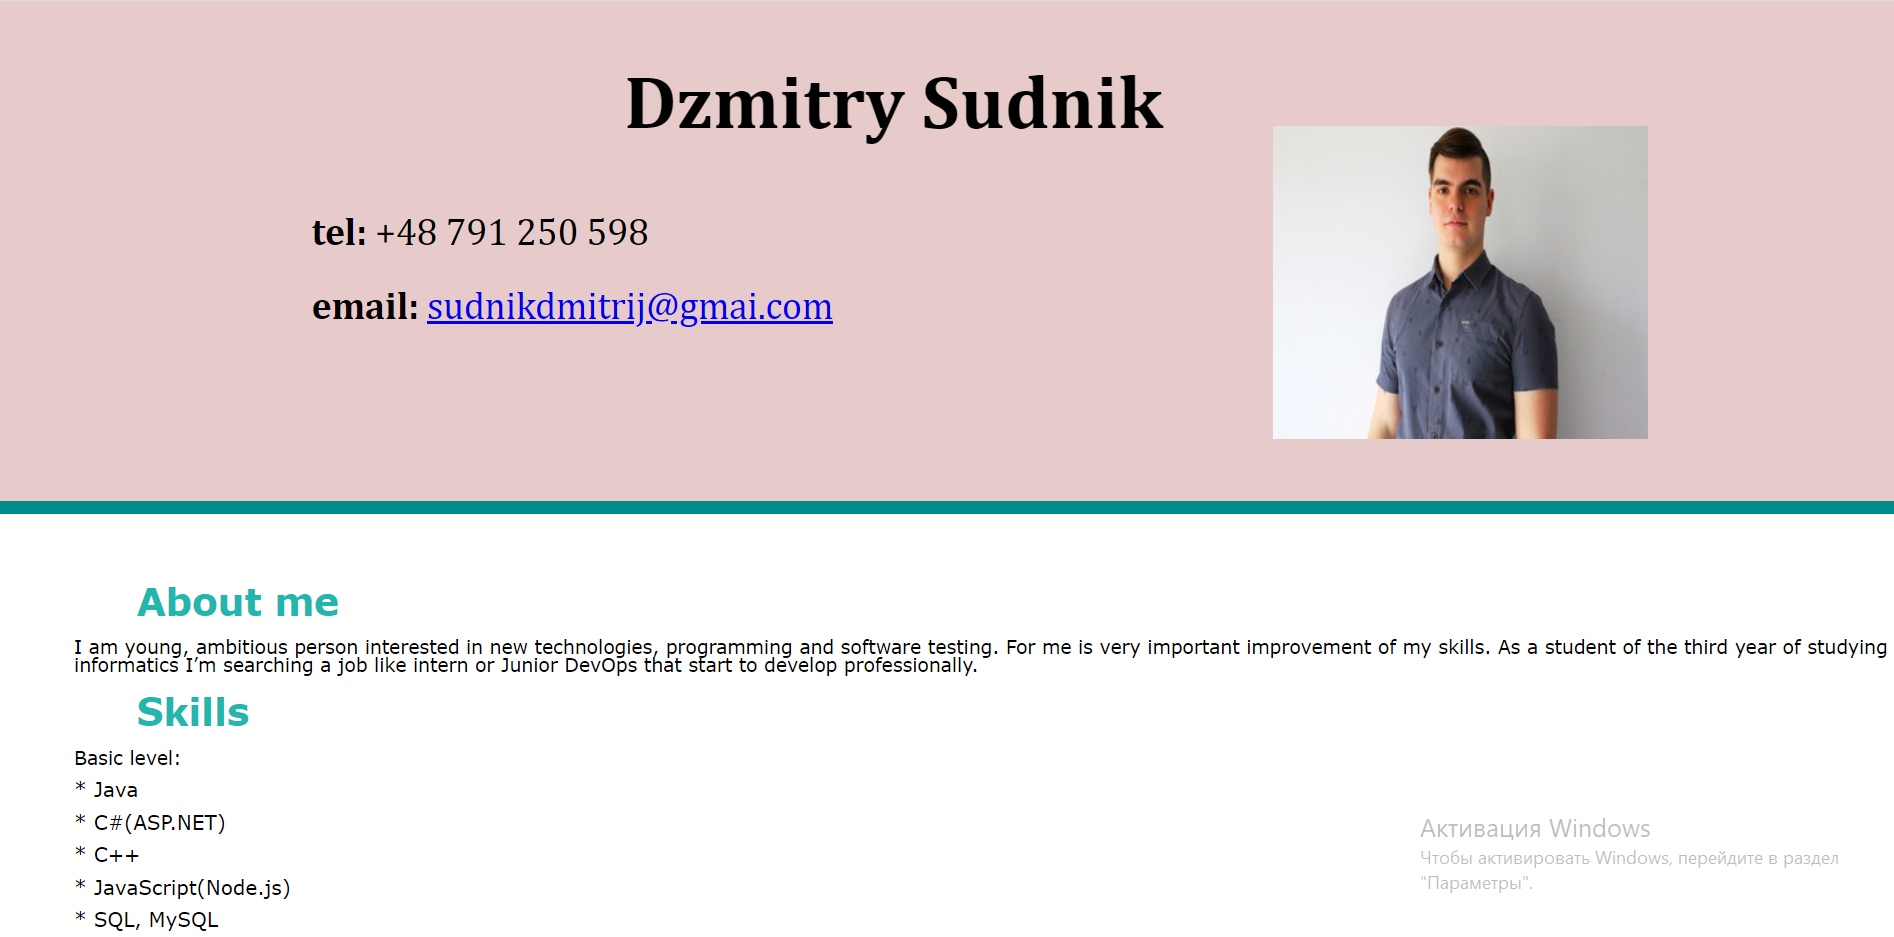 Dzmitry Sudnik
tel: +48 791 250 598
email: sudnikdmitrij@gmai.com
About me
I am young, ambitious person interested in new technologies, programming and software testing. For me is very important improvement of my skills. As a student of the third year of studying
informatics I’m searching a job like intern or Junior DevOps that start to develop professionally.
Skills
Basic level:
* Java
* C#(ASP.NET)
* C++
* JavaScript(Node.js)
* SQL, MySQL
Активация Windows
Чтобы активировать Windows, перейдите в раздел
"Параметры".